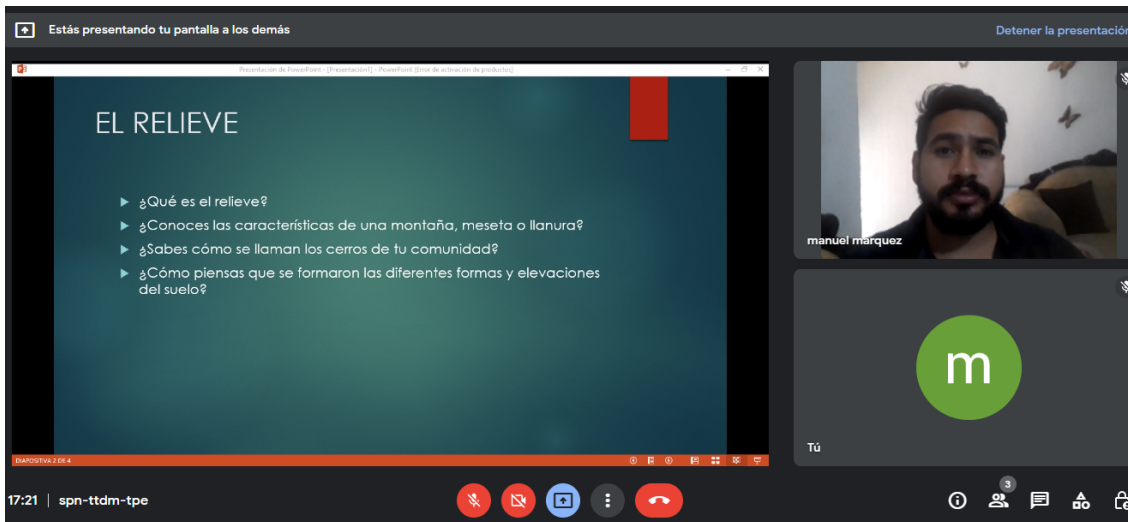 Estás presentando tu pantalla a los demás
Detener la presentación
Presentación de PowerPoint - [Presentación1] - PowerPoint (Error de activación de productos)
EL RELIEVE
¿Qué es el relieve?
¿Conoces las características de una montaña, meseta o llanura?
¿Sabes cómo se llaman los cerros de tu comunidad?
¿Cómo piensas que se formaron las diferentes formas y elevaciones
del suelo?
DIAPOSITIVA 2 DE 4
manuel marquez
m
Tú
17:21 | spn-ttdm-tpe
3